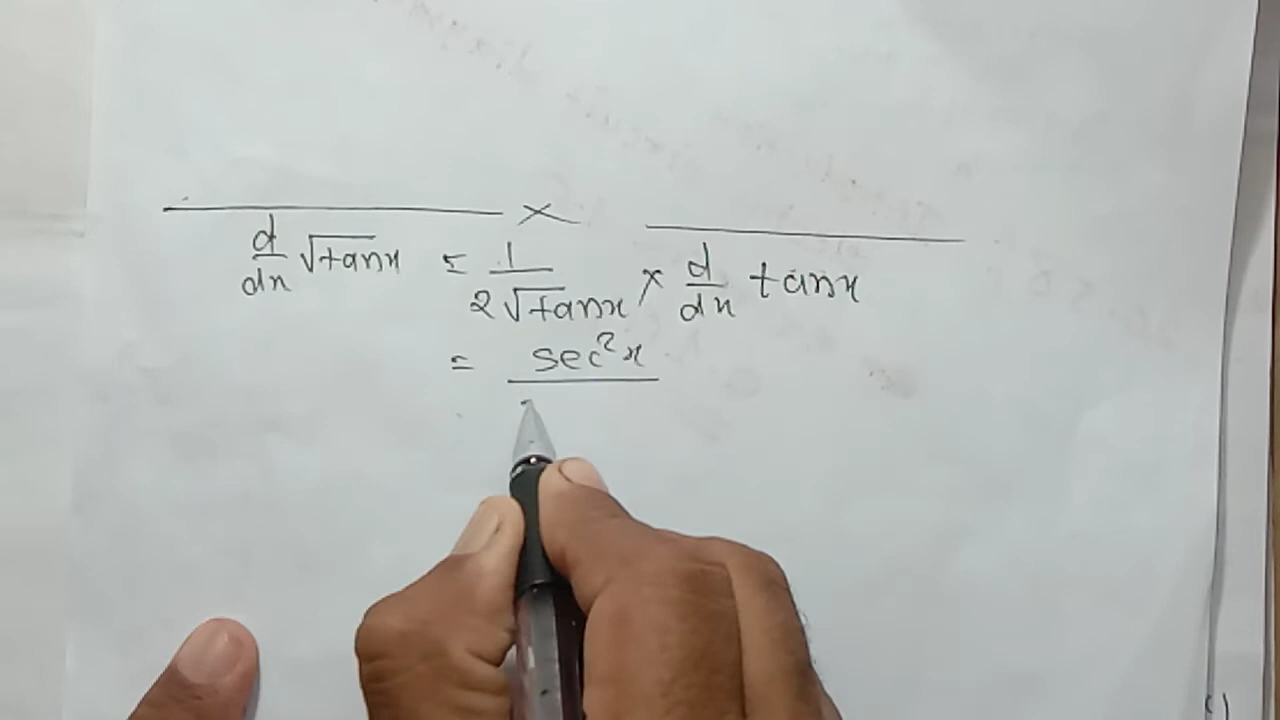 ×
d/dx √tanx = 1/2√tanx × d/dx tanx
= sec²x